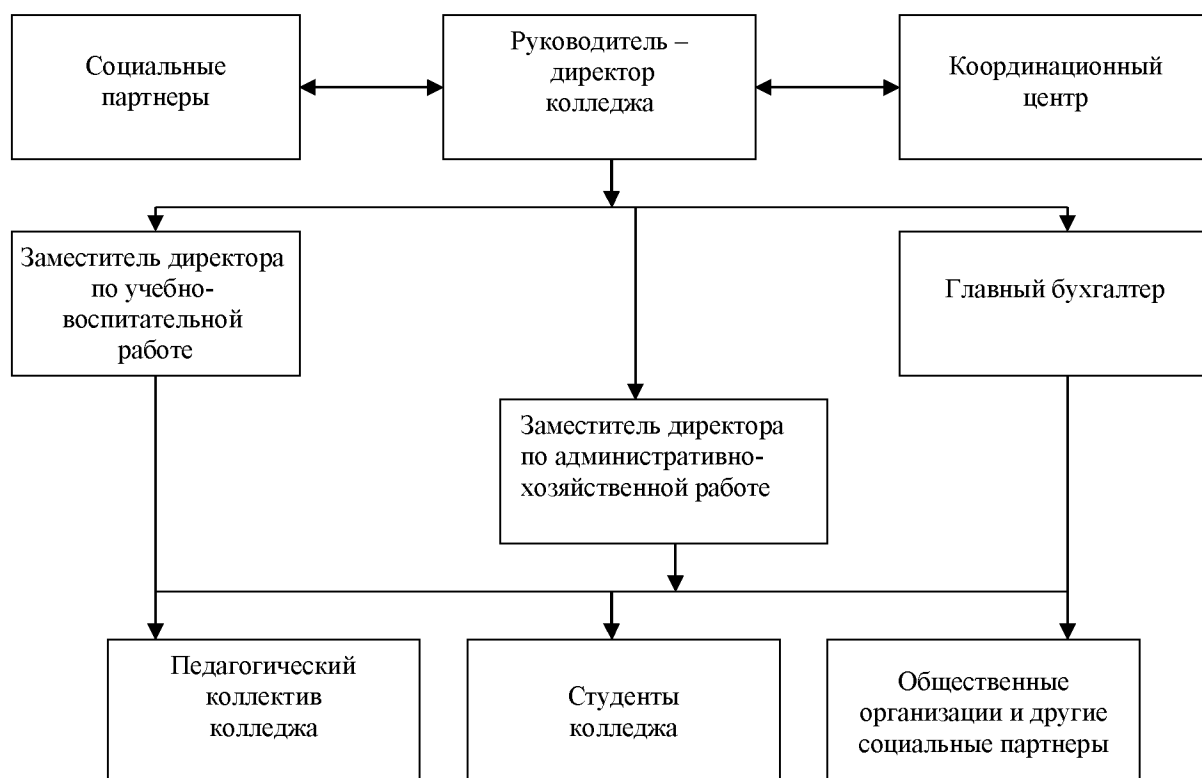 Социальные
партнеры
Руководитель –
директор
колледжа
Координационный
центр
Заместитель директора
по учебно-
воспитательной
работе
Главный бухгалтер
Заместитель директора
по административно-
хозяйственной работе
Педагогический
коллектив
колледжа
Студенты
колледжа
Общественные
организации и другие
социальные партнеры